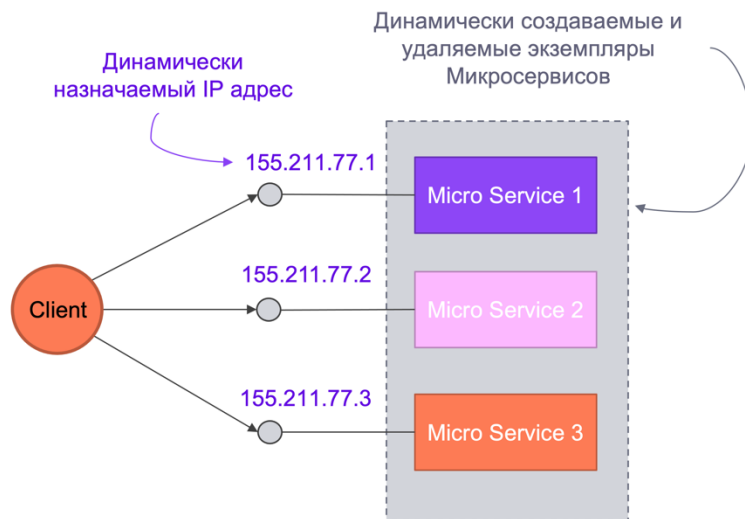 Динамически создаваемые и
удаляемые экземпляры
Микросервисов
Динамически
назначаемый IP адрес
155.211.77.1
Micro Service 1
155.211.77.2
Client
Micro Service 2
155.211.77.3
Micro Service 3